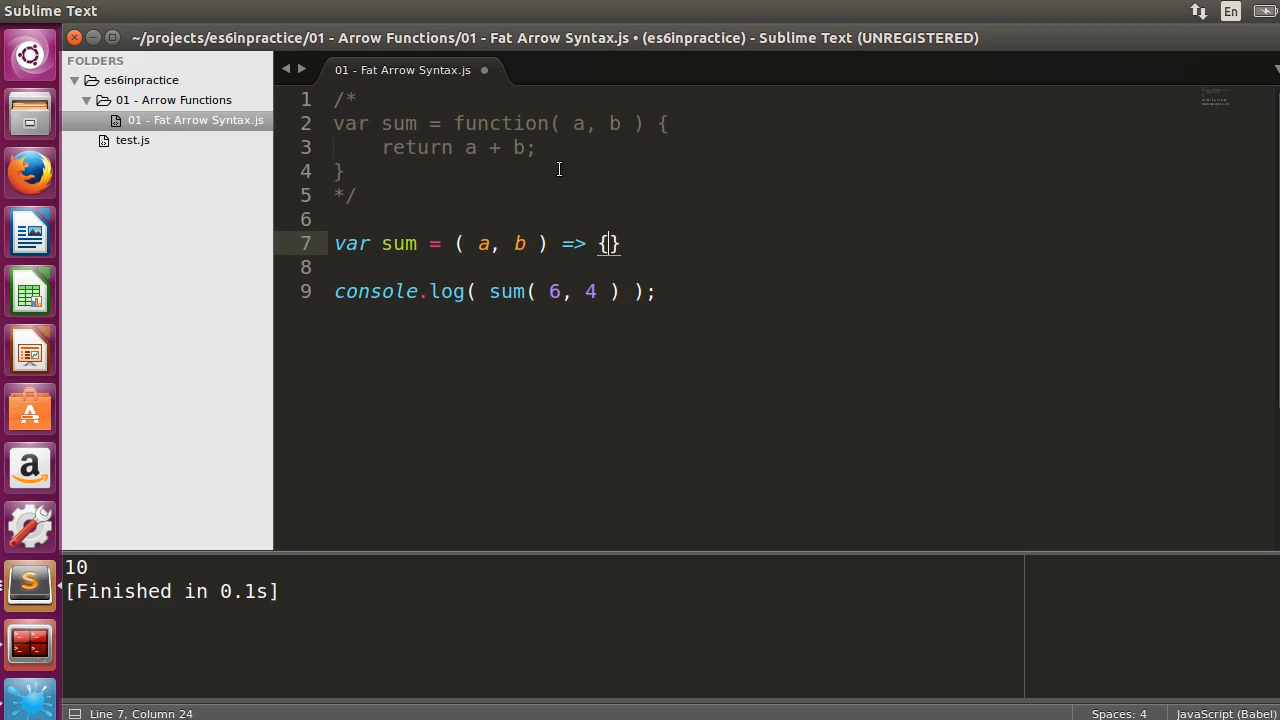 Sublime Text
En
~/projects/es6inpractice/01 - Arrow Functions/01 - Fat Arrow Syntax.js • (es6inpractice) - Sublime Text (UNREGISTERED)
FOLDERS
es6inpractice
01 - Arrow Functions
01 - Fat Arrow Syntax.js
test.js
01 - Fat Arrow Syntax.js
1 /*
2 var sum = function( a, b ) {
3     return a + b;
4 }
5 */
6
7 var sum = ( a, b ) => {}
8
9 console.log( sum( 6, 4 ) );
10
[Finished in 0.1s]
Line 7, Column 24
Spaces: 4
JavaScript (Babel)